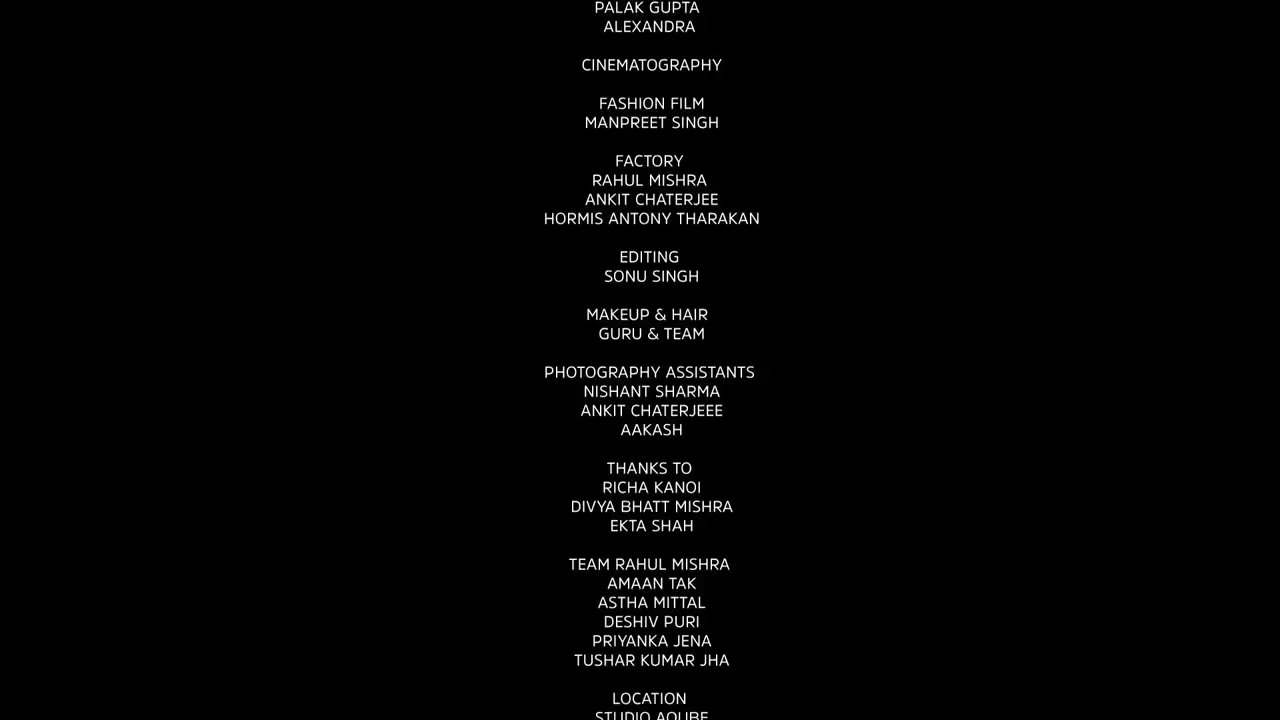 PALAK GUPTA
ALEXANDRA
CINEMATOGRAPHY
FASHION FILM
MANPREET SINGH
FACTORY
RAHUL MISHRA
ANKIT CHATERJEE
HORMIS ANTONY THARAKAN
EDITING
SONU SINGH
MAKEUP & HAIR
GURU & TEAM
PHOTOGRAPHY ASSISTANTS
NISHANT SHARMA
ANKIT CHATERJEEE
AAKASH
THANKS TO
RICHA KANOI
DIVYA BHATT MISHRA
EKTA SHAH
TEAM RAHUL MISHRA
AMAAN TAK
ASTHA MITTAL
DESHIV PURI
PRIYANKA JENA
TUSHAR KUMAR JHA
LOCATION
STUDIO